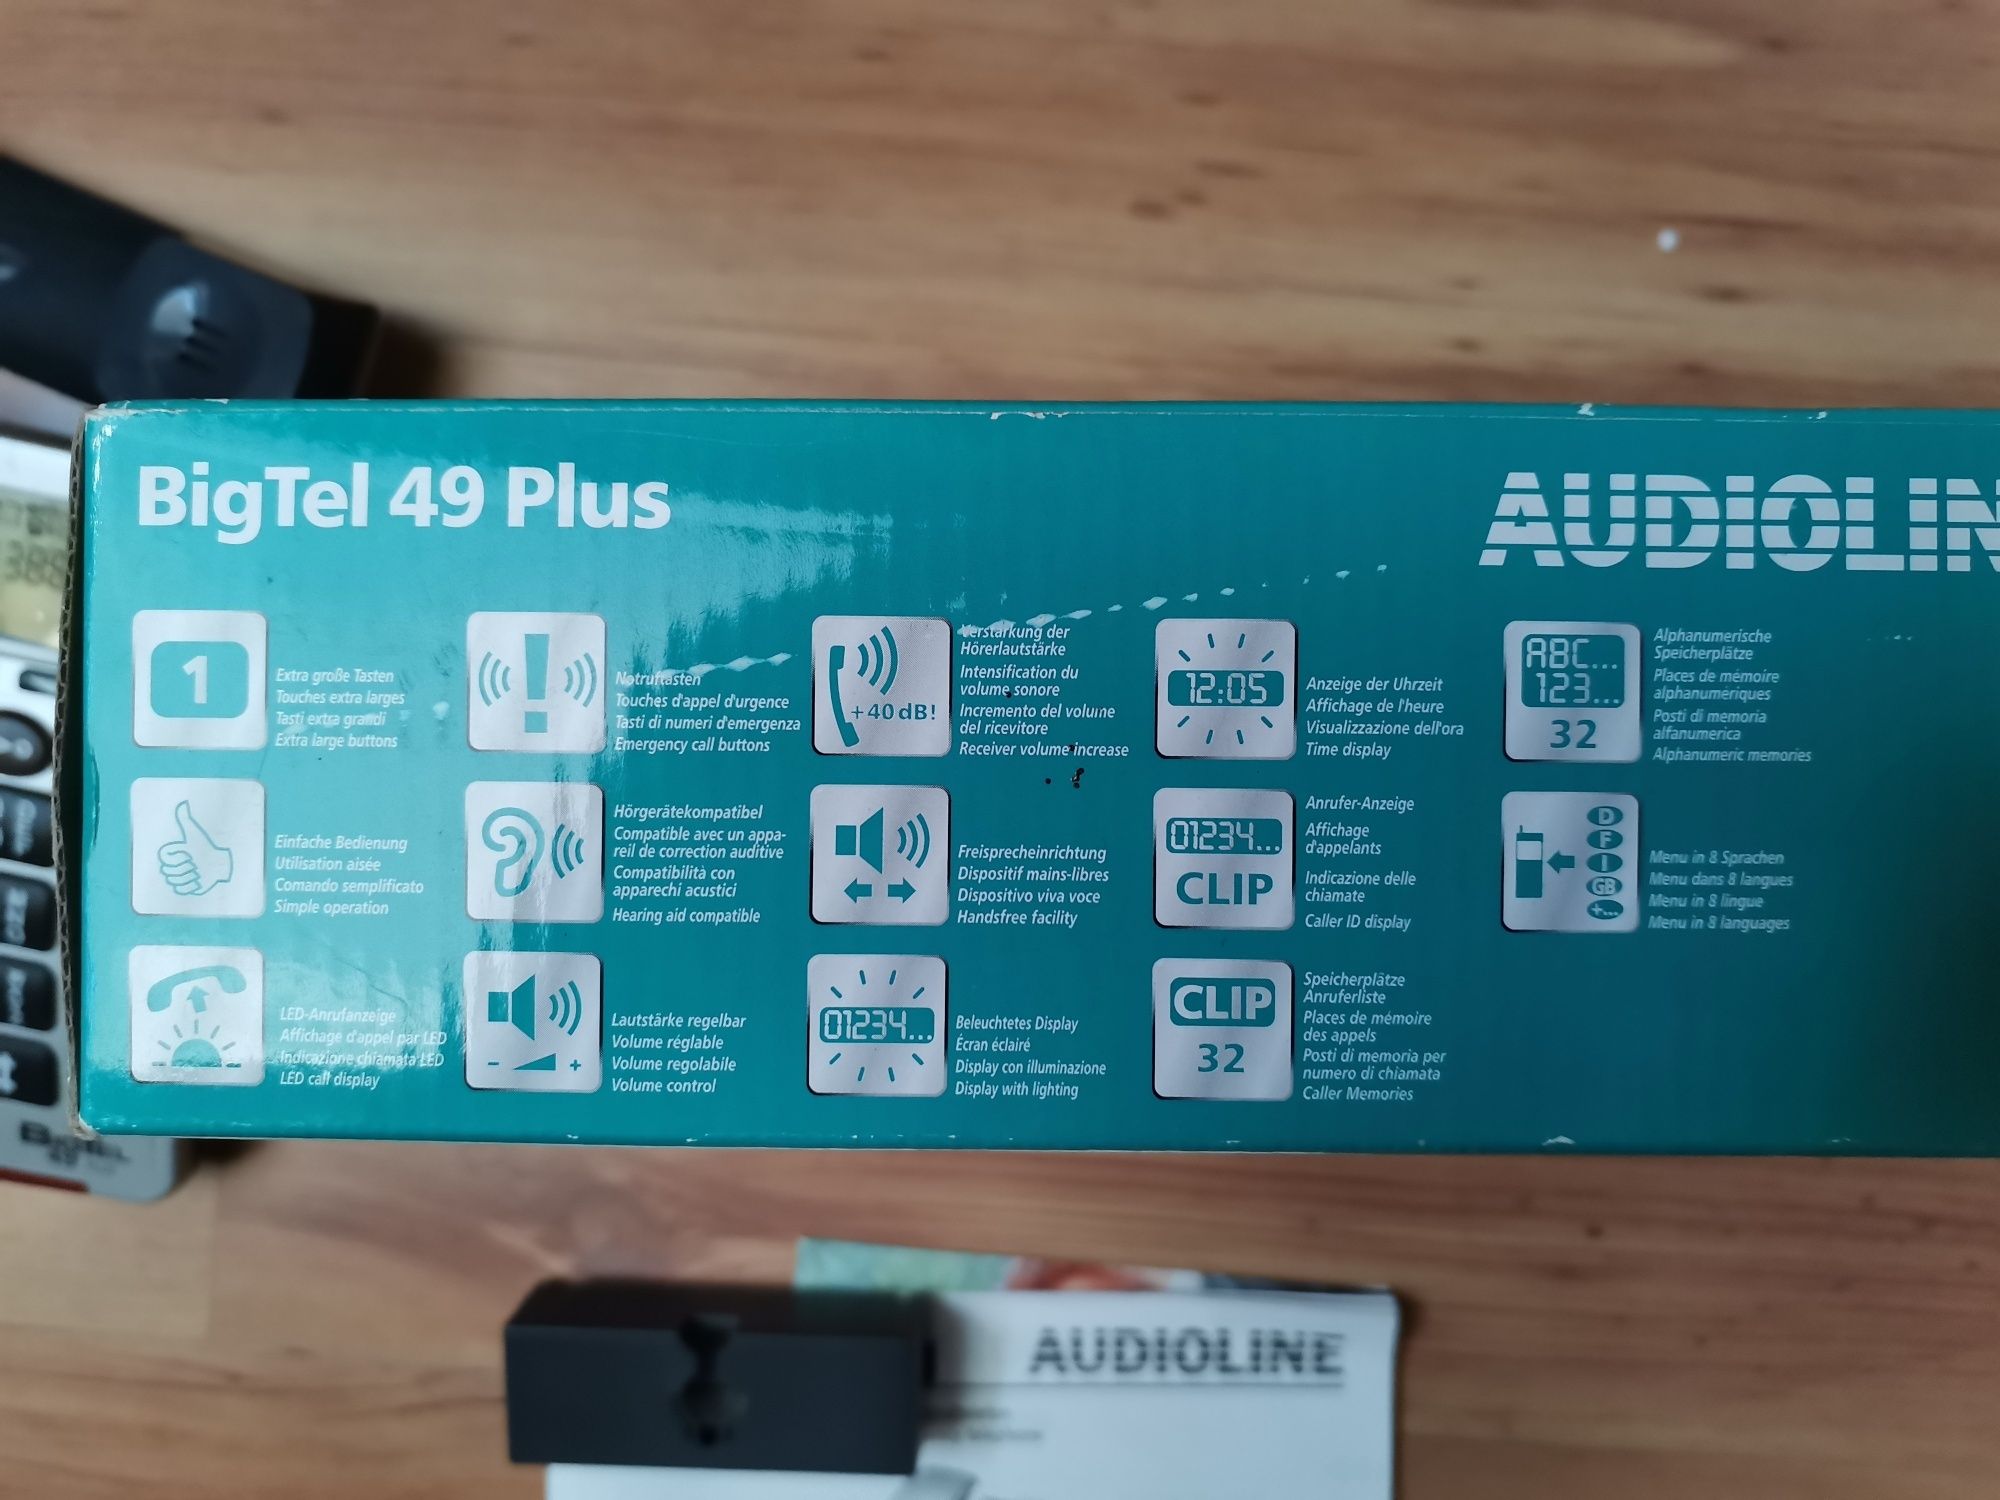 BigTel 49 Plus
AUDIOLIN
1
Extra große Tasten
Touches extra larges
Tasti extra grandi
Extra large buttons
!
Notruftasten
Touches d'appel d'urgence
Tasti di numeri d'emergenza
Emergency call buttons
+40 dB!
Verstärkung der
Hörerlautstärke
Intensification du
volume sonore
Incremento del volume
del ricevitore
Receiver volume increase
12:05
Anzeige der Uhrzeit
Affichage de l'heure
Visualizzazione dell'ora
Time display
ABC...
123...
32
Alphanumerische
Speicherplätze
Places de mémoire
alphanumériques
Posti di memoria
alfanumerica
Alphanumeric memories
Einfache Bedienung
Utilisation aisée
Comando semplificato
Simple operation
Hörgerätekompatibel
Compatible avec un appa-
reil de correction auditive
Compatibilità con
apparechi acustici
Hearing aid compatible
Freisprecheinrichtung
Dispositif mains-libres
Dispositivo viva voce
Handsfree facility
01234...
CLIP
Anrufer-Anzeige
Affichage
d'appelants
Indicazione delle
chiamate
Caller ID display
D
F
I
GB
+...
Menu in 8 Sprachen
Menu dans 8 langues
Menu in 8 lingue
Menu in 8 languages
LED-Anrufanzeige
Affichage d'appel par LED
Indicazione chiamata LED
LED call display
- +
Lautstärke regelbar
Volume réglable
Volume regolabile
Volume control
01234...
Beleuchtetes Display
Écran éclairé
Display con illuminazione
Display with lighting
CLIP
32
Speicherplätze
Anruferliste
Places de mémoire
des appels
Posti di memoria per
numero di chiamata
Caller Memories
AUDIOLINE